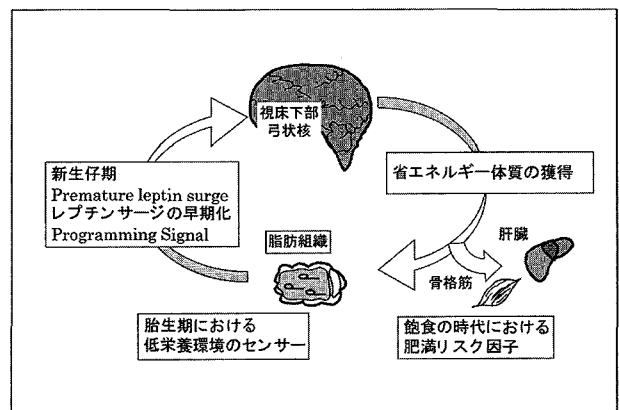 視床下部
弓状核
新生仔期
Premature leptin surge
レプチンサージの早期化
Programming Signal
省エネルギー体質の獲得
脂肪組織
肝臓
骨格筋
胎生期における
低栄養環境のセンサー
飽食の時代における
肥満リスク因子